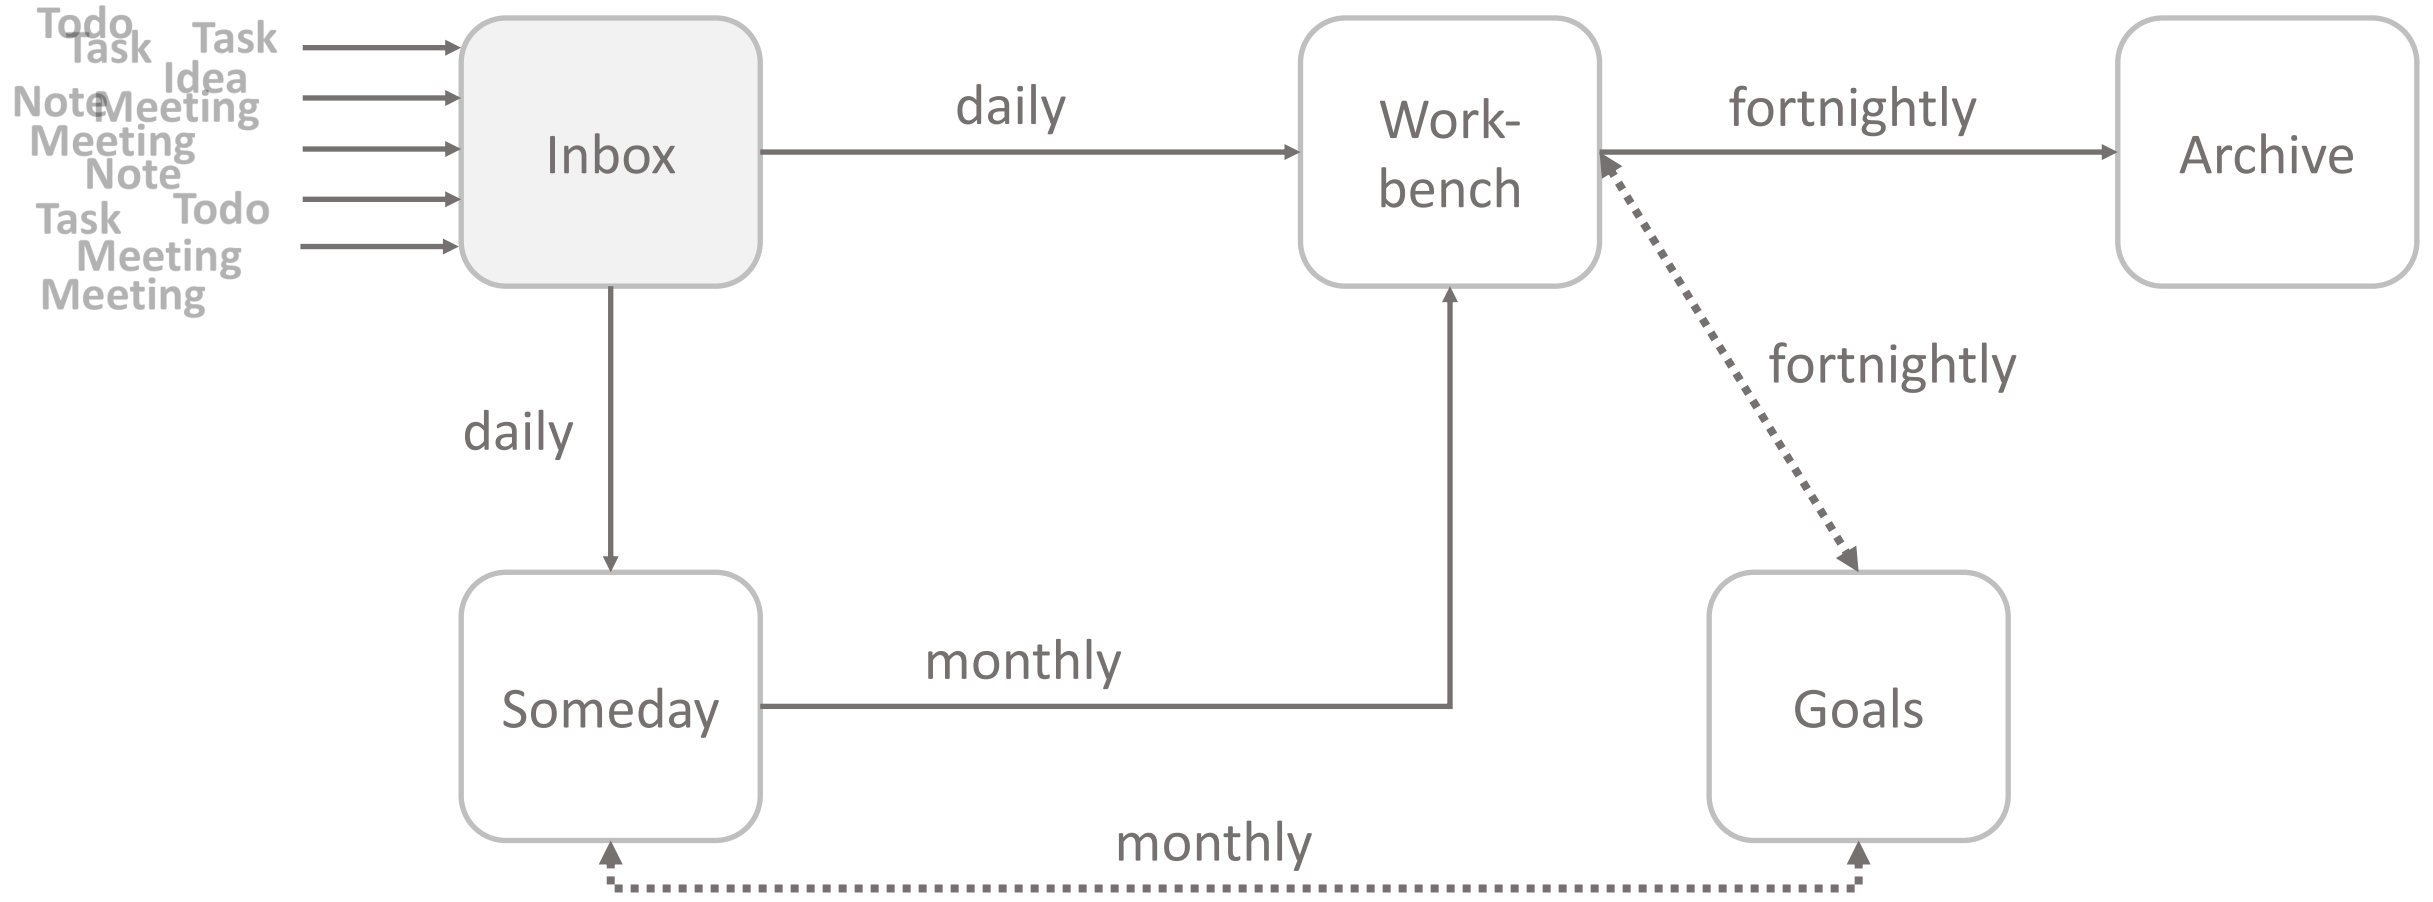 Todo
Task
Task
Idea
Note
Meeting
Meeting
Note
Task
Todo
Meeting
Meeting
Inbox
daily
Work-
bench
fortnightly
Archive
fortnightly
daily
Someday
monthly
Goals
monthly